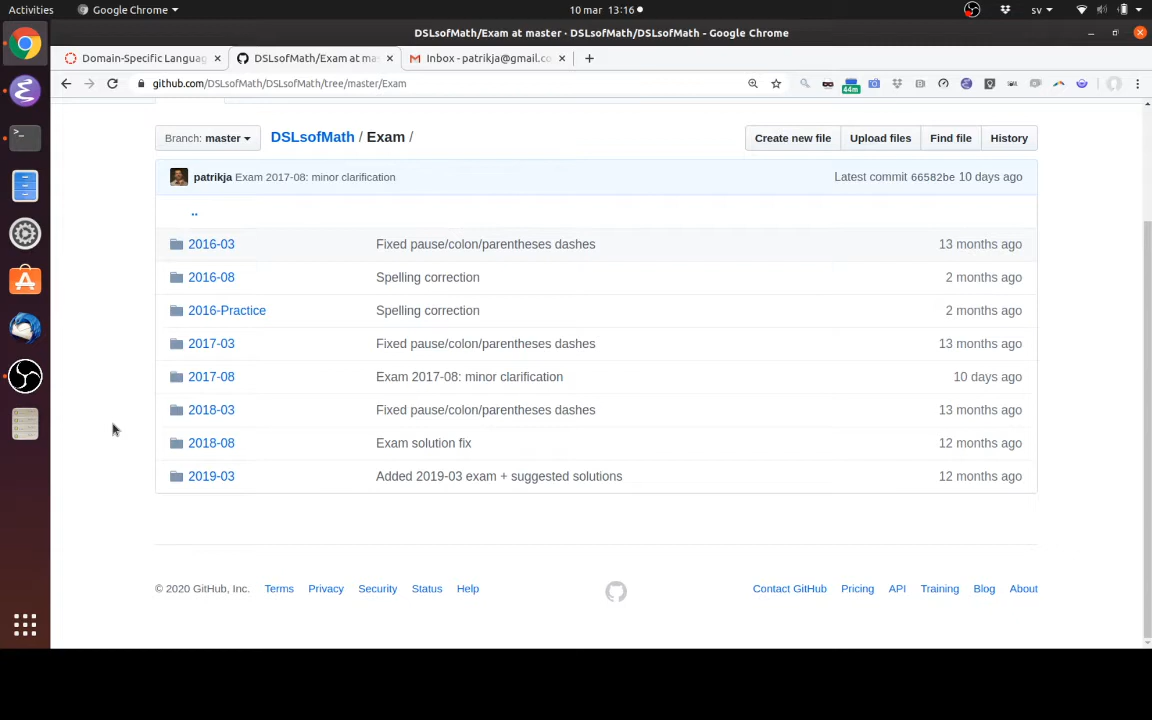 Activities
Google Chrome
10 mar 13:16
sv
DSLsofMath/Exam at master · DSLsofMath/DSLsofMath - Google Chrome
Domain-Specific Languag
DSLsofMath/Exam at ma
Inbox - patrikja@gmail.co
github.com/DSLsofMath/DSLsofMath/tree/master/Exam
44m
Branch: master
DSLsofMath / Exam /
Create new file
Upload files
Find file
History
patrikja Exam 2017-08: minor clarification
Latest commit 66582be 10 days ago
..
2016-03 Fixed pause/colon/parentheses dashes 13 months ago
2016-08 Spelling correction 2 months ago
2016-Practice Spelling correction 2 months ago
2017-03 Fixed pause/colon/parentheses dashes 13 months ago
2017-08 Exam 2017-08: minor clarification 10 days ago
2018-03 Fixed pause/colon/parentheses dashes 13 months ago
2018-08 Exam solution fix 12 months ago
2019-03 Added 2019-03 exam + suggested solutions 12 months ago
© 2020 GitHub, Inc. Terms Privacy Security Status Help
Contact GitHub Pricing API Training Blog About